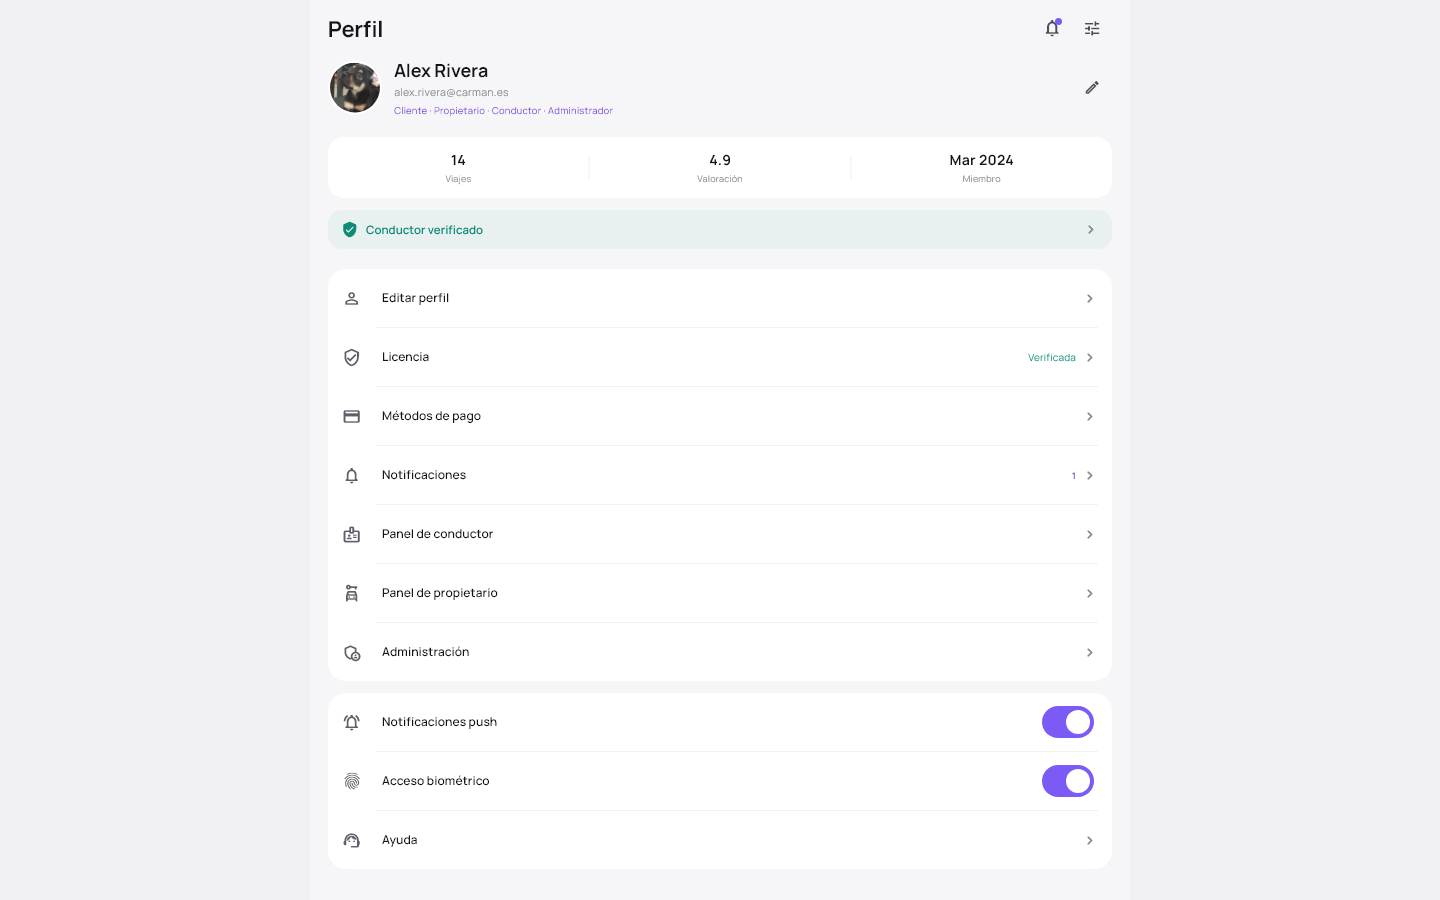 Perfil
Alex Rivera
alex.rivera@carman.es
Cliente · Propietario · Conductor · Administrador
14
Viajes
4.9
Valoración
Mar 2024
Miembro
Conductor verificado
Editar perfil
Licencia
Verificada
Métodos de pago
Notificaciones
1
Panel de conductor
Panel de propietario
Administración
Notificaciones push
Acceso biométrico
Ayuda